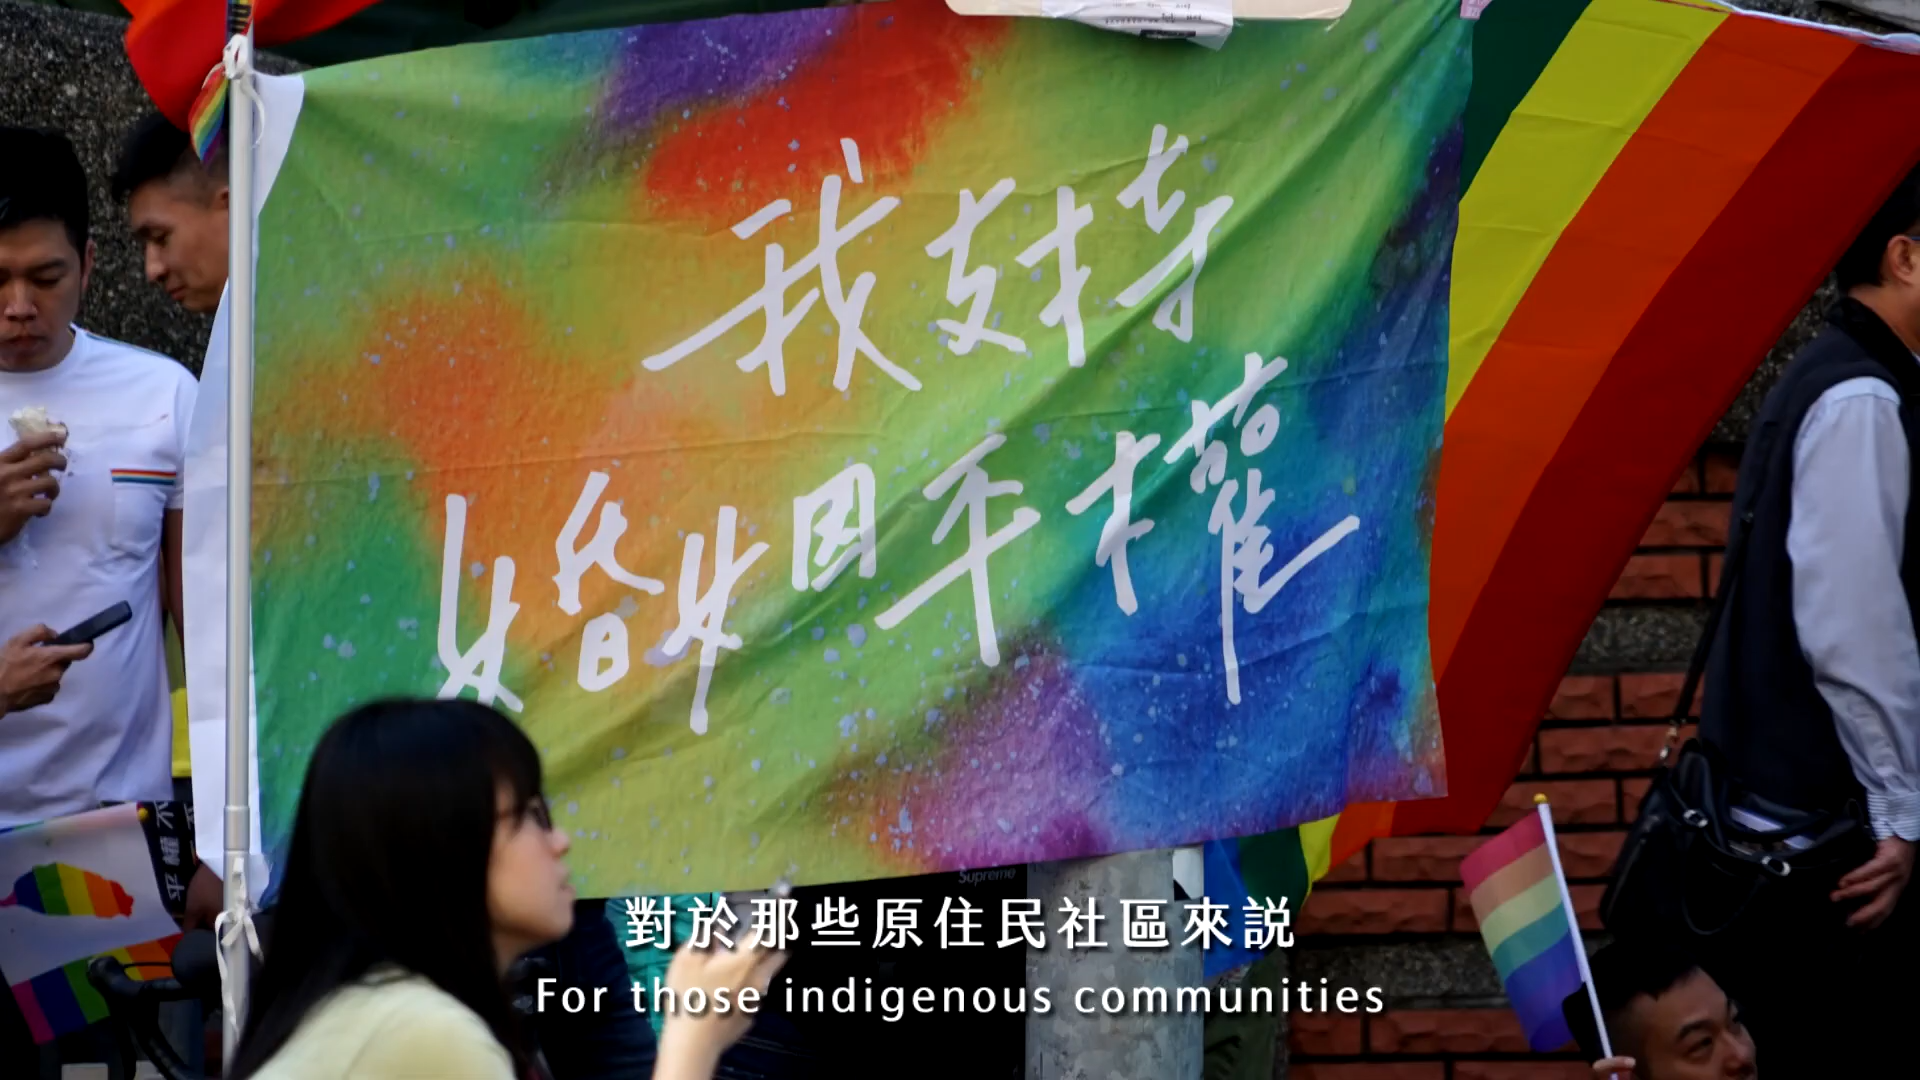 我支持
婚姻平權
Supreme
對於那些原住民社區來說
For those indigenous communities